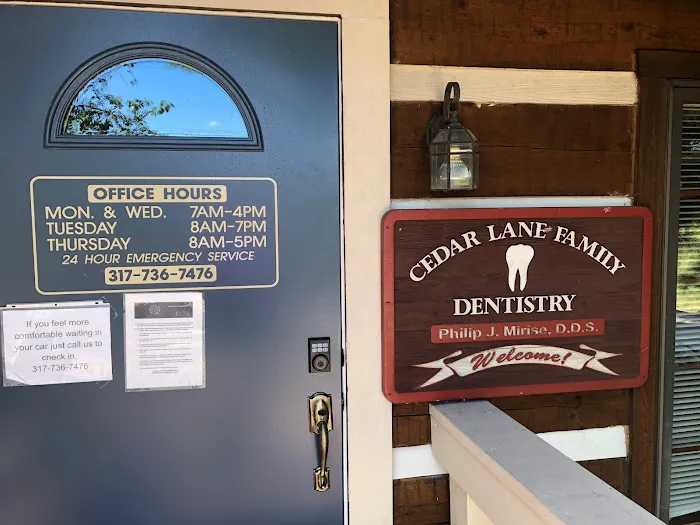 OFFICE HOURS
MON. & WED. 7AM-4PM
TUESDAY 8AM-7PM
THURSDAY 8AM-5PM
24 HOUR EMERGENCY SERVICE
317-736-7476
If you feel more
comfortable waiting in
your car just call us to
check in.
317-736-7476
CEDAR LANE FAMILY
DENTISTRY
Philip J. Mirise, D.D.S.
Welcome!